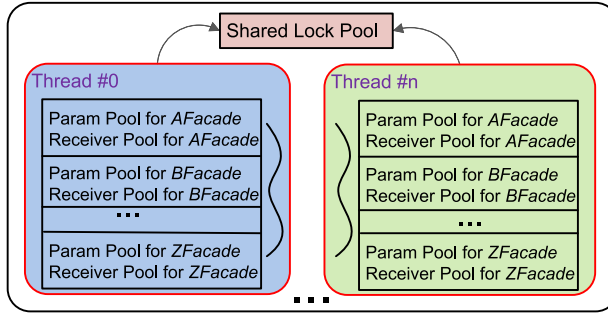 Shared Lock Pool
Thread #0
Param Pool for AFacade
Receiver Pool for AFacade
Param Pool for BFacade
Receiver Pool for BFacade
...
Param Pool for ZFacade
Receiver Pool for ZFacade
Thread #n
Param Pool for AFacade
Receiver Pool for AFacade
Param Pool for BFacade
Receiver Pool for BFacade
...
Param Pool for ZFacade
Receiver Pool for ZFacade
...